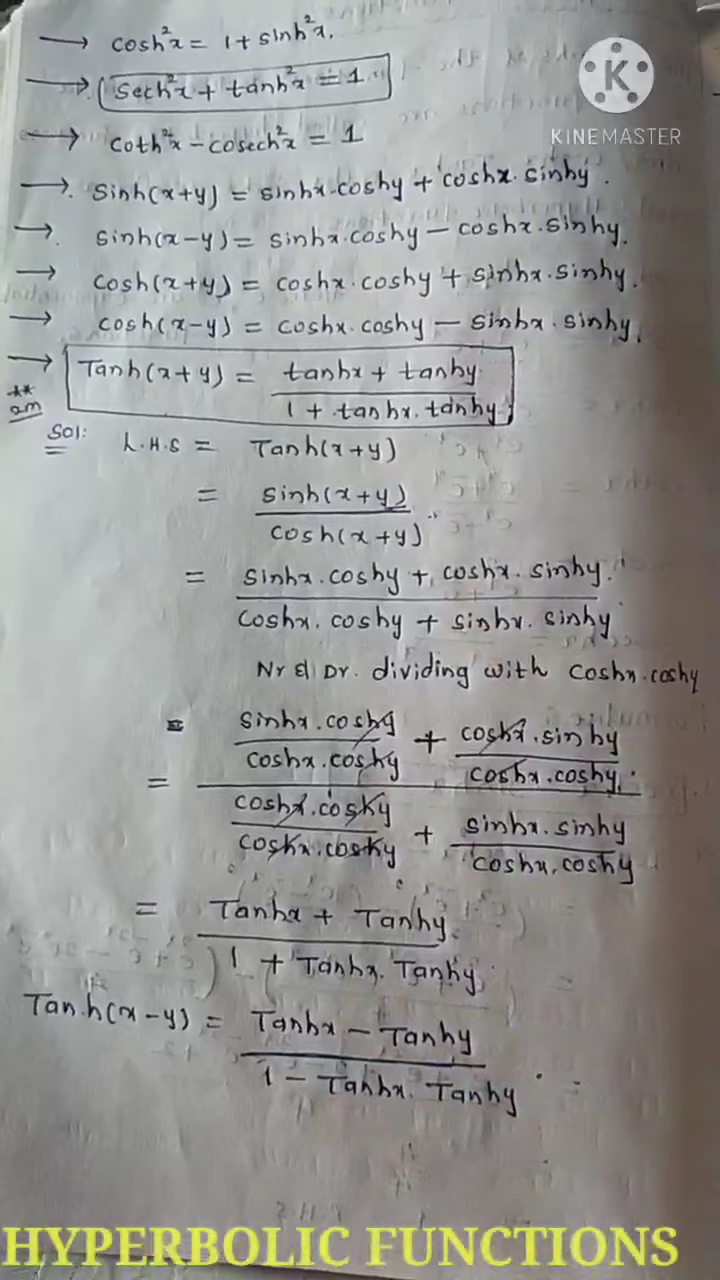 → cosh²x = 1 + sinh²x.
K
KINEMASTER
→ sech²x + tanh²x = 1
→ coth²x - cosech²x = 1
→ sinh(x+y) = sinhx.coshy + coshx.sinhy.
→ sinh(x-y) = sinhx.coshy - coshx.sinhy.
→ cosh(x+y) = coshx.coshy + sinhx.sinhy.
→ cosh(x-y) = coshx.coshy - sinhx.sinhy.
→ Tanh(x+y) = tanhx + tanhy / 1 + tanhx.tanhy
**
Sol: L.H.S = Tanh(x+y)
= sinh(x+y) / cosh(x+y)
= sinhx.coshy + coshx.sinhy. / coshx.coshy + sinhx.sinhy
Nr & Dr. dividing with coshx.coshy
= sinhx.coshy / coshx.coshy + coshx.sinhy / coshx.coshy
= coshx.coshy / coshx.coshy + sinhx.sinhy / coshx.coshy
= Tanhx + Tanhy / 1 + Tanhx.Tanhy
Tanh(x-y) = Tanhx - Tanhy / 1 - Tanhx.Tanhy
HYPERBOLIC FUNCTIONS